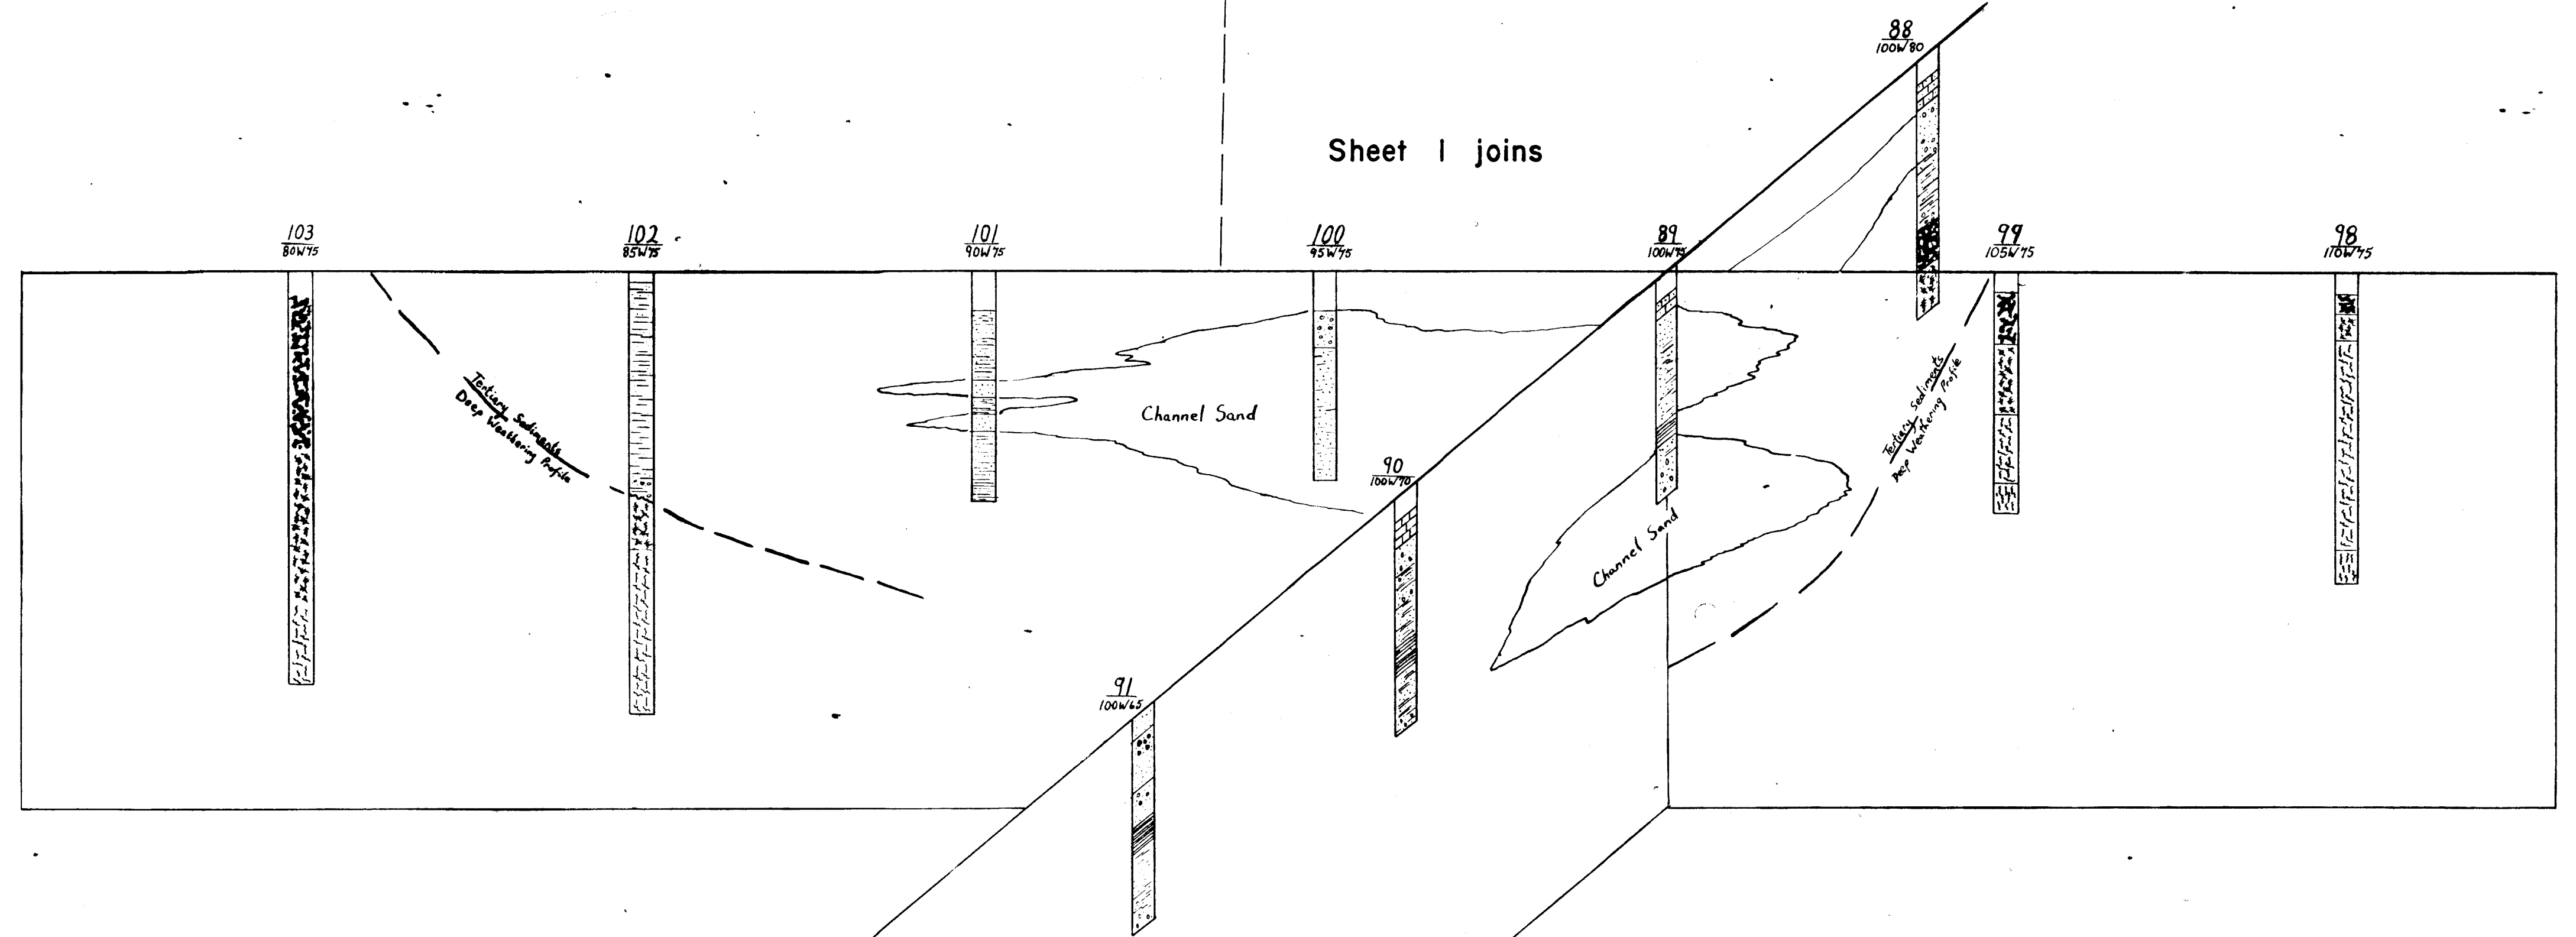 88
100W80
Sheet 1 joins
103
80W75
102
85W75
101
90W75
100
95W75
89
100W75
99
105W75
98
110W75
Tertiary Sediments
Deep Weathering Profile
Channel Sand
Tertiary Sediments
Deep Weathering Profile
90
100W70
Channel Sand
91
100W65